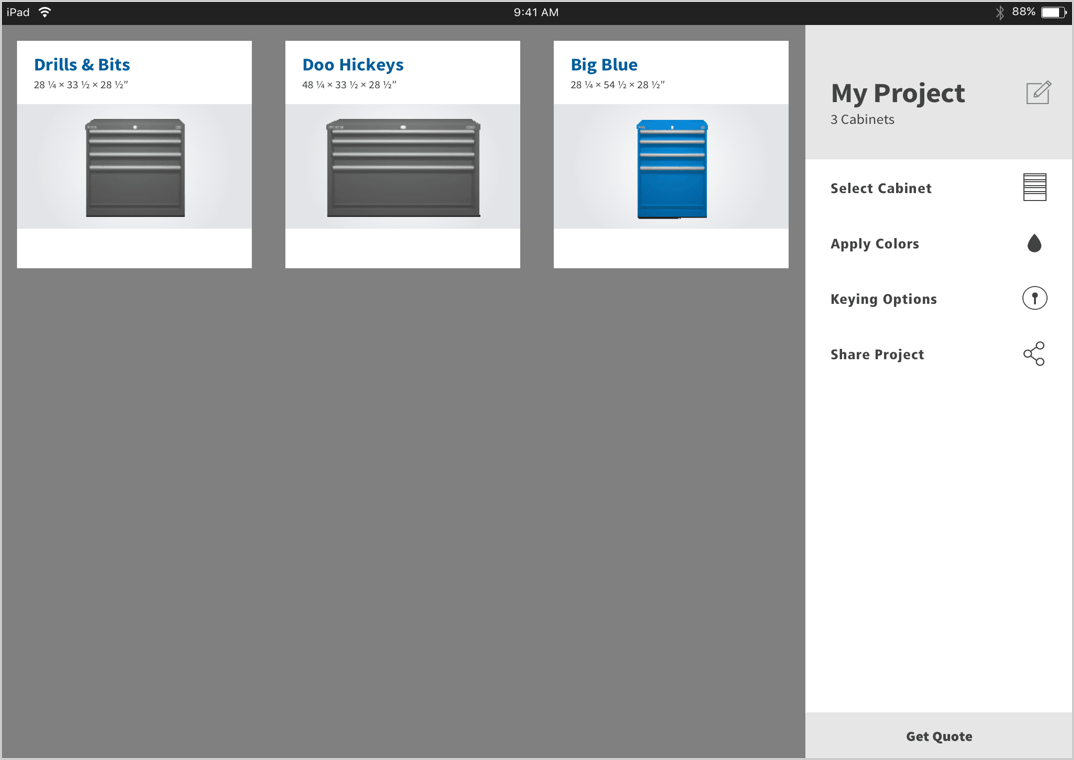 iPad
9:41 AM
88%
Drills & Bits
28 ¼ × 33 ½ × 28 ½"
Doo Hickeys
48 ¼ × 33 ½ × 28 ½"
Big Blue
28 ¼ × 54 ½ × 28 ½"
My Project
3 Cabinets
Select Cabinet
Apply Colors
Keying Options
Share Project
Get Quote